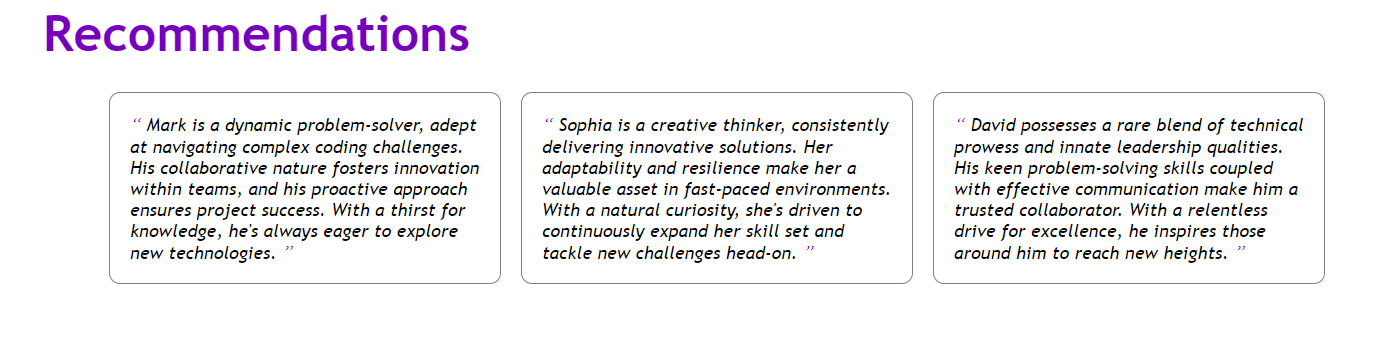 Recommendations
“ Mark is a dynamic problem-solver, adept
at navigating complex coding challenges.
His collaborative nature fosters innovation
within teams, and his proactive approach
ensures project success. With a thirst for
knowledge, he's always eager to explore
new technologies. ”
“ Sophia is a creative thinker, consistently
delivering innovative solutions. Her
adaptability and resilience make her a
valuable asset in fast-paced environments.
With a natural curiosity, she's driven to
continuously expand her skill set and
tackle new challenges head-on. ”
“ David possesses a rare blend of technical
prowess and innate leadership qualities.
His keen problem-solving skills coupled
with effective communication make him a
trusted collaborator. With a relentless
drive for excellence, he inspires those
around him to reach new heights. ”